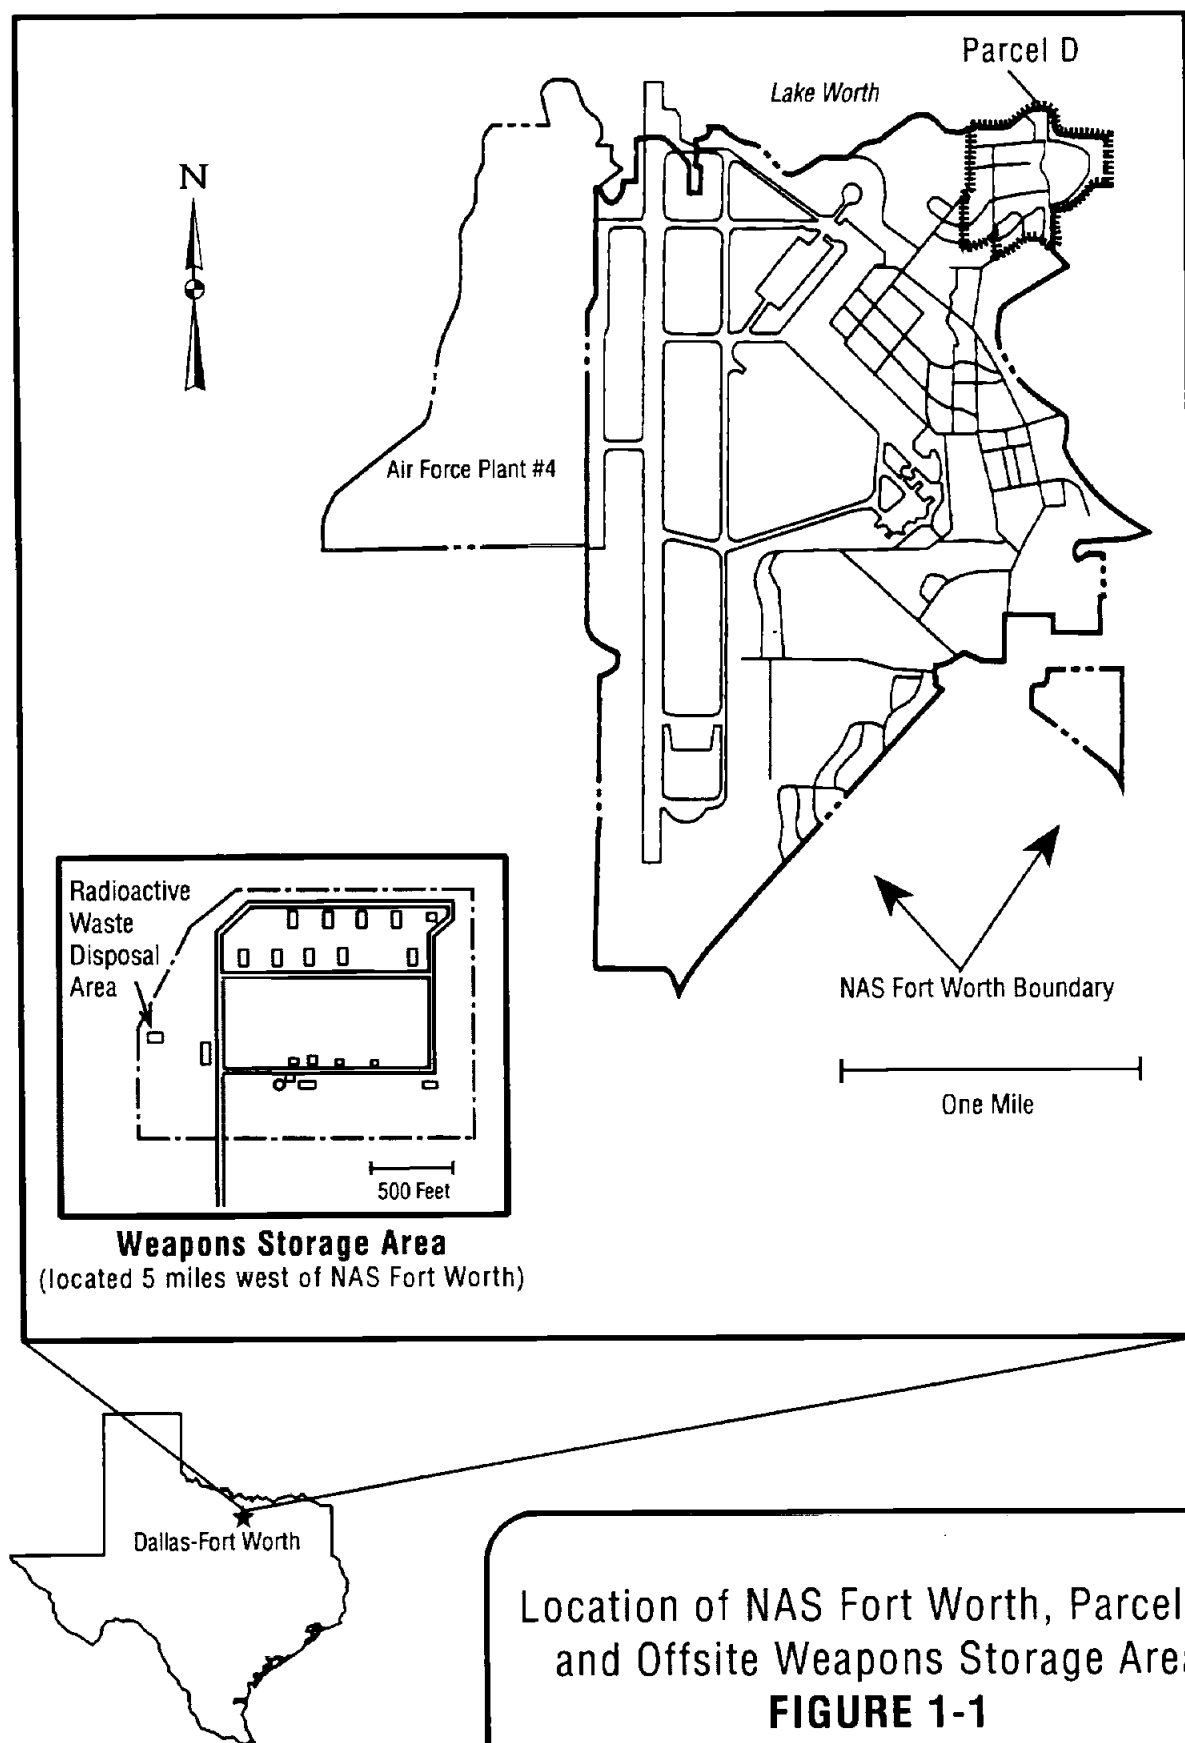 Parcel D
Lake Worth
N
Air Force Plant #4
Radioactive
Waste
Disposal
Area
NAS Fort Worth Boundary
One Mile
500 Feet
Weapons Storage Area
(located 5 miles west of NAS Fort Worth)
Dallas-Fort Worth
Location of NAS Fort Worth, Parcel
and Offsite Weapons Storage Area
FIGURE 1-1